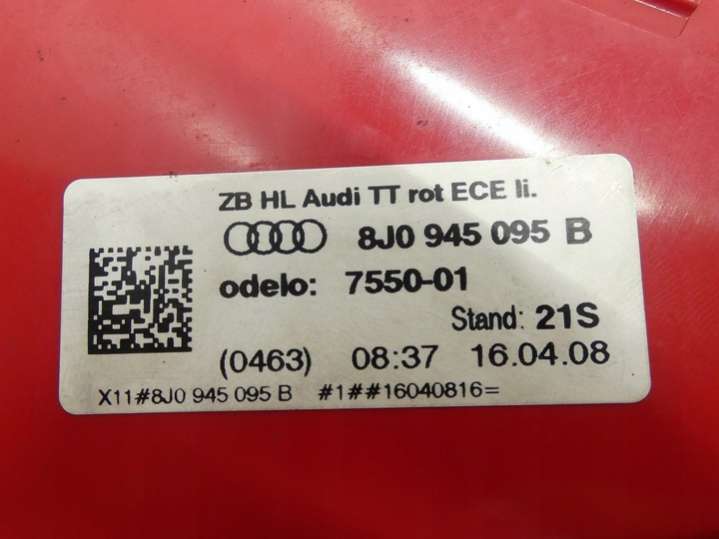 ZB HL Audi TT rot ECE li.
8J0 945 095 B
odelo: 7550-01
Stand: 21S
(0463) 08:37 16.04.08
X11#8J0 945 095 B #1##16040816=